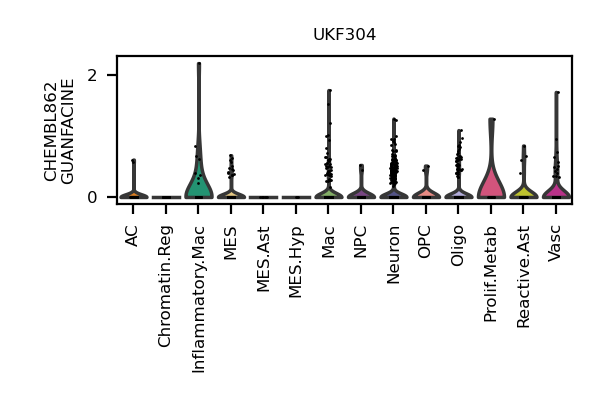 UKF304
CHEMBL862
GUANFACINE
2
0
AC
Chromatin.Reg
Inflammatory.Mac
MES
MES.Ast
MES.Hyp
Mac
NPC
Neuron
OPC
Oligo
Prolif.Metab
Reactive.Ast
Vasc